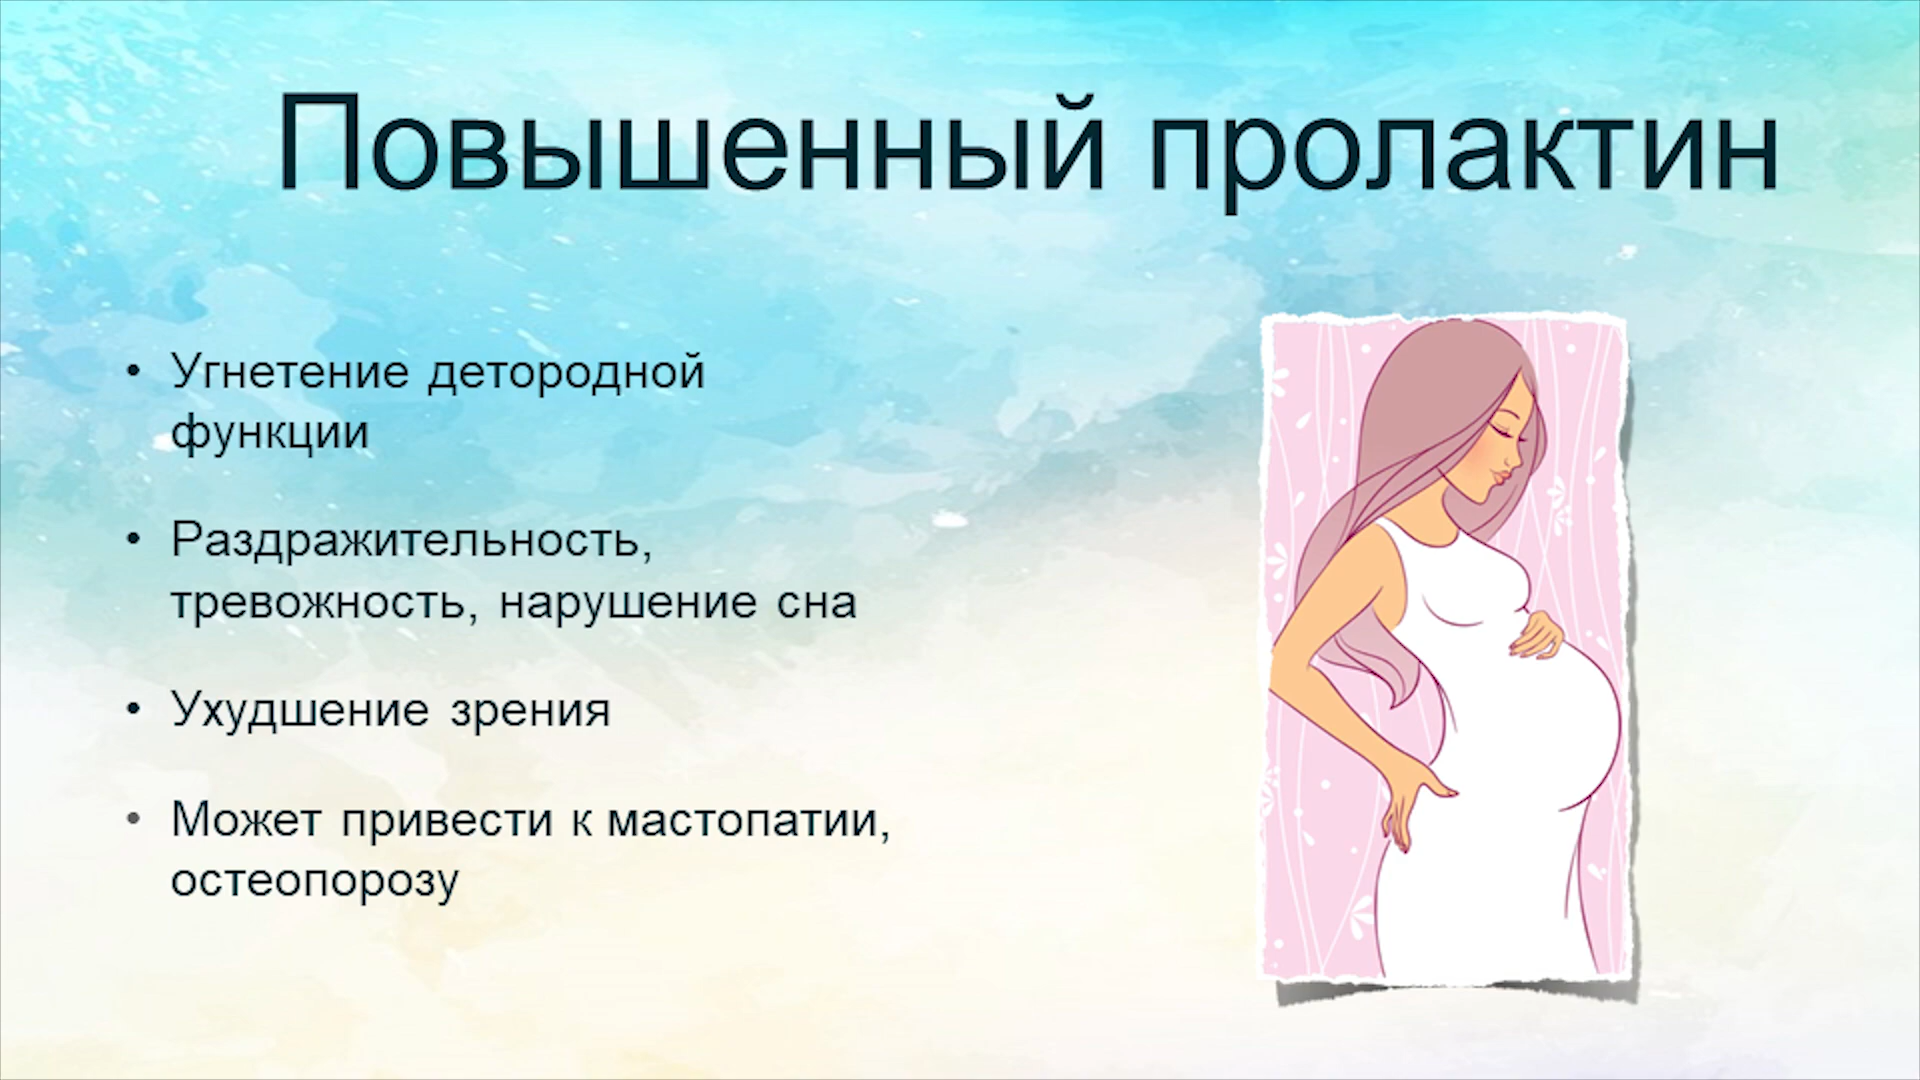 Повышенный пролактин
• Угнетение детородной
функции
• Раздражительность,
тревожность, нарушение сна
• Ухудшение зрения
• Может привести к мастопатии,
остеопорозу